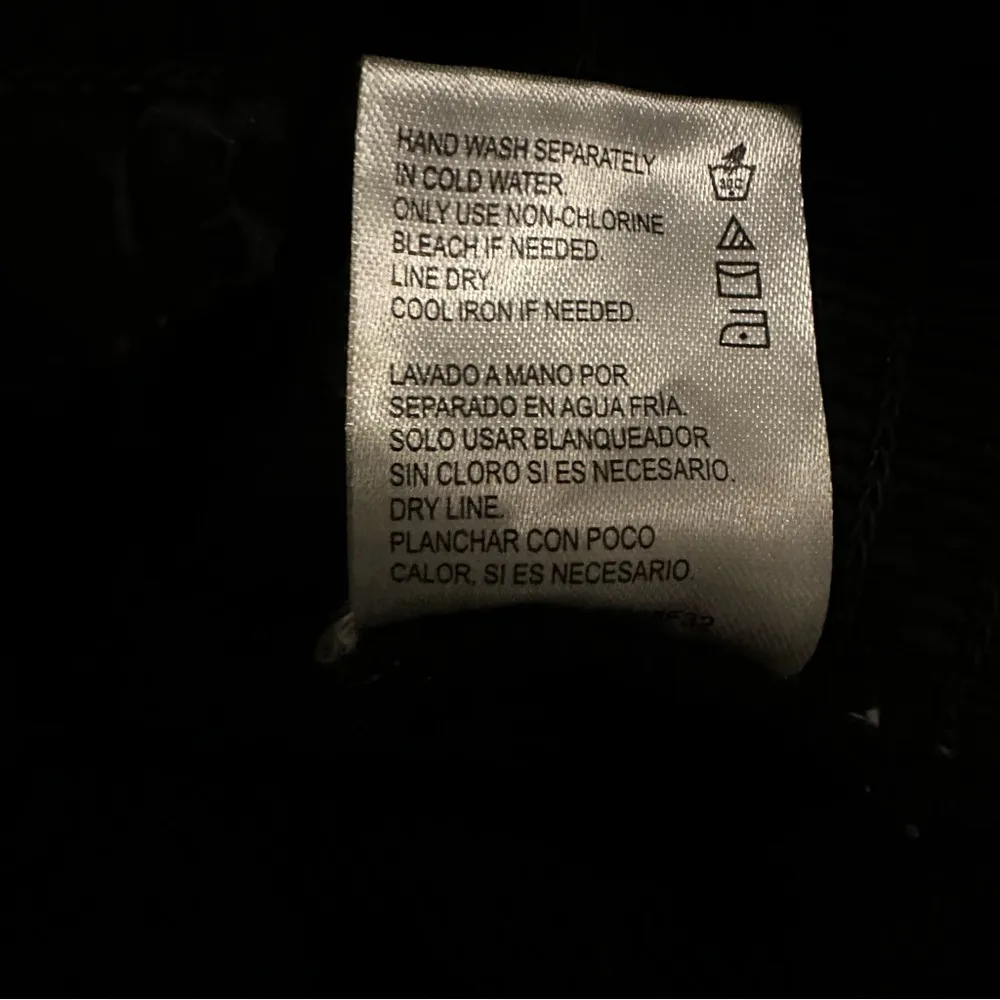 HAND WASH SEPARATELY
IN COLD WATER
ONLY USE NON-CHLORINE
BLEACH IF NEEDED.
LINE DRY.
COOL IRON IF NEEDED.
LAVADO A MANO POR
SEPARADO EN AGUA FRÍA.
SOLO USAR BLANQUEADOR
SIN CLORO SI ES NECESARIO.
DRY LINE.
PLANCHAR CON POCO
CALOR, SI ES NECESARIO.